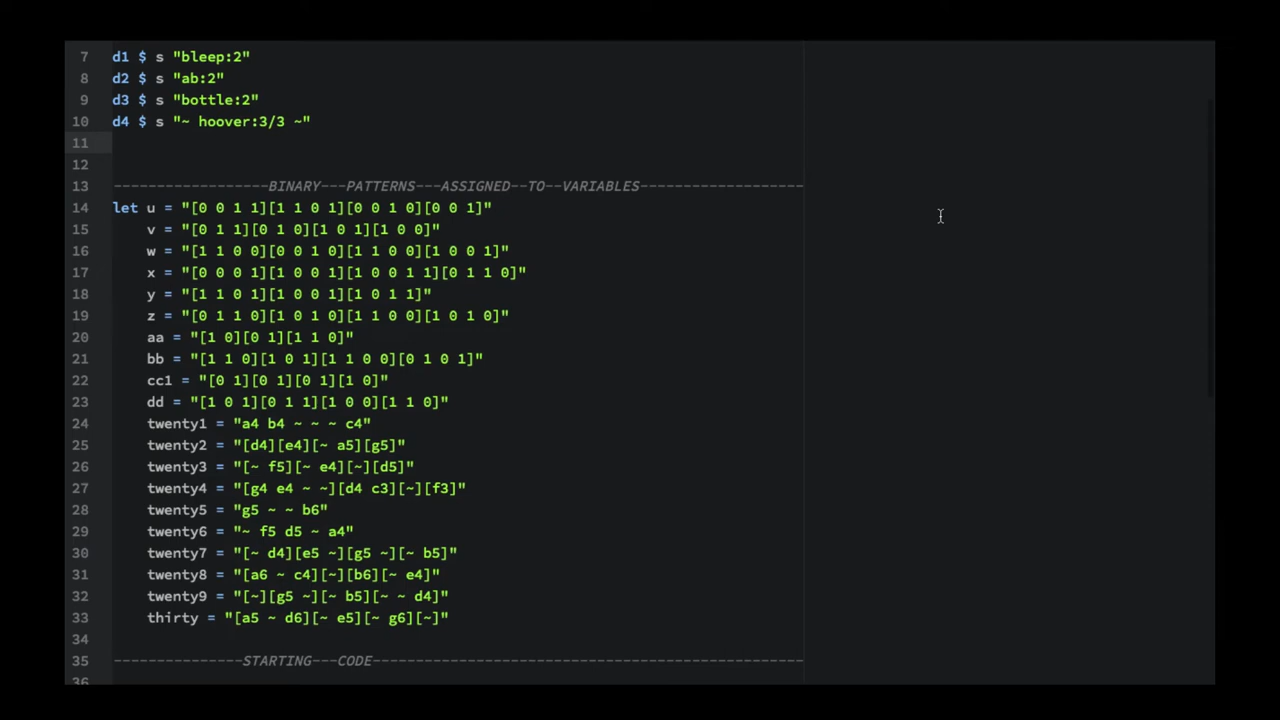 7 d1 $ s "bleep:2"
8 d2 $ s "ab:2"
9 d3 $ s "bottle:2"
10 d4 $ s "~ hoover:3/3 ~"
11
12
13 ------------------BINARY---PATTERNS---ASSIGNED--TO--VARIABLES-------------------
14 let u = "[0 0 1 1][1 1 0 1][0 0 1 0][0 0 1]"
15 v = "[0 1 1][0 1 0][1 0 1][1 0 0]"
16 w = "[1 1 0 0][0 0 1 0][1 1 0 0][1 0 0 1]"
17 x = "[0 0 0 1][1 0 0 1][1 0 0 1 1][0 1 1 0]"
18 y = "[1 1 0 1][1 0 0 1][1 0 1 1]"
19 z = "[0 1 1 0][1 0 1 0][1 1 0 0][1 0 1 0]"
20 aa = "[1 0][0 1][1 1 0]"
21 bb = "[1 1 0][1 0 1][1 1 0 0][0 1 0 1]"
22 cc1 = "[0 1][0 1][0 1][1 0]"
23 dd = "[1 0 1][0 1 1][1 0 0][1 1 0]"
24 twenty1 = "a4 b4 ~ ~ ~ c4"
25 twenty2 = "[d4][e4][~ a5][g5]"
26 twenty3 = "[~ f5][~ e4][~][d5]"
27 twenty4 = "[g4 e4 ~ ~][d4 c3][~][f3]"
28 twenty5 = "g5 ~ ~ b6"
29 twenty6 = "~ f5 d5 ~ a4"
30 twenty7 = "[~ d4][e5 ~][g5 ~][~ b5]"
31 twenty8 = "[a6 ~ c4][~][b6][~ e4]"
32 twenty9 = "[~][g5 ~][~ b5][~ ~ d4]"
33 thirty = "[a5 ~ d6][~ e5][~ g6][~]"
34
35 ---------------STARTING---CODE--------------------------------------------------
36